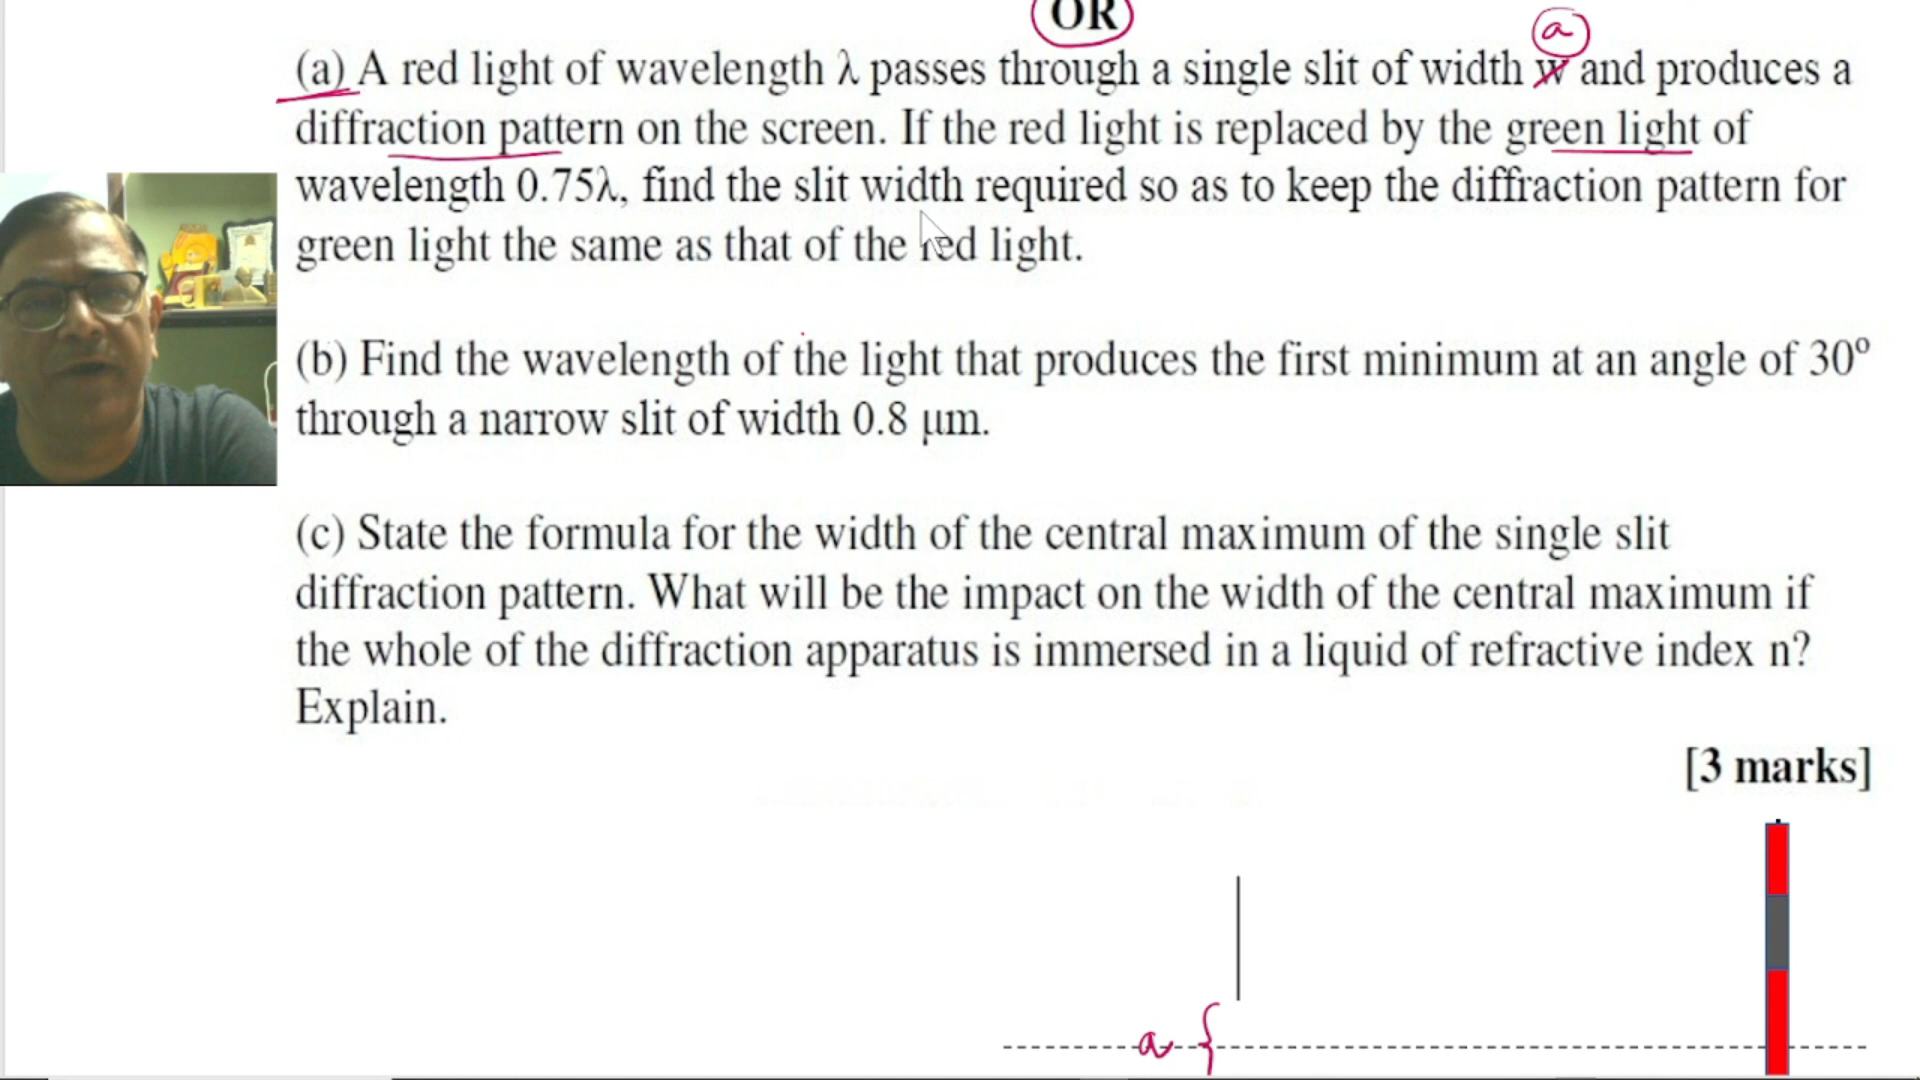 OR
a
(a) A red light of wavelength λ passes through a single slit of width w and produces a
diffraction pattern on the screen. If the red light is replaced by the green light of
wavelength 0.75λ, find the slit width required so as to keep the diffraction pattern for
green light the same as that of the red light.
(b) Find the wavelength of the light that produces the first minimum at an angle of 30°
through a narrow slit of width 0.8 μm.
(c) State the formula for the width of the central maximum of the single slit
diffraction pattern. What will be the impact on the width of the central maximum if
the whole of the diffraction apparatus is immersed in a liquid of refractive index n?
Explain.
[3 marks]
a {